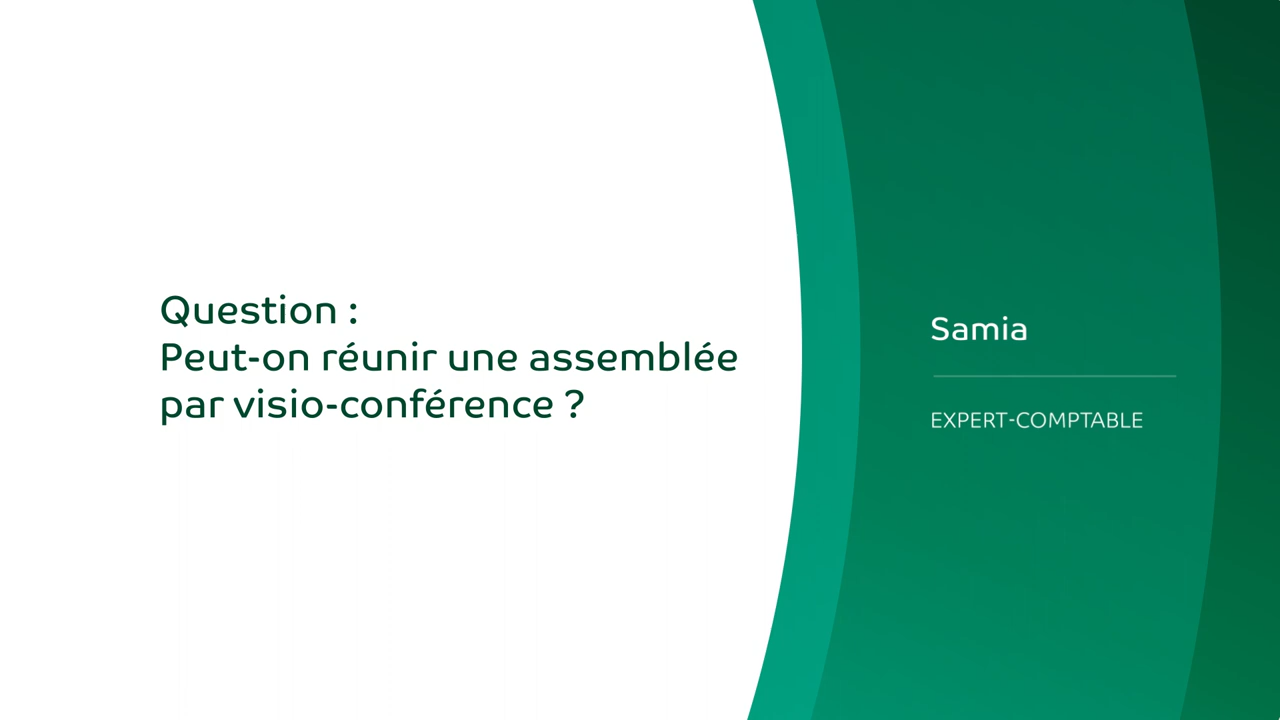 Question :
Peut-on réunir une assemblée
par visio-conférence ?
Samia
EXPERT-COMPTABLE